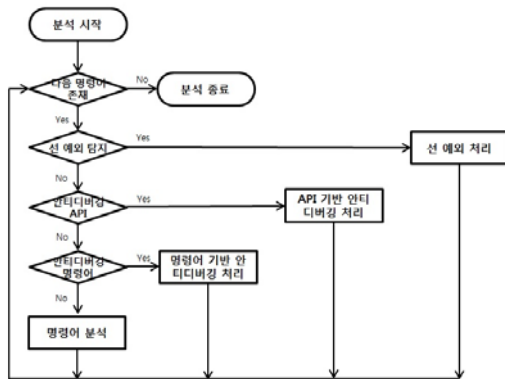 분석 시작
다음 명령어
존재
No
분석 종료
Yes
선 예외 탐지
Yes
선 예외 처리
No
안티디버깅
API
Yes
API 기반 안티
디버깅 처리
No
안티디버깅
명령어
Yes
명령어 기반 안
티디버깅 처리
No
명령어 분석